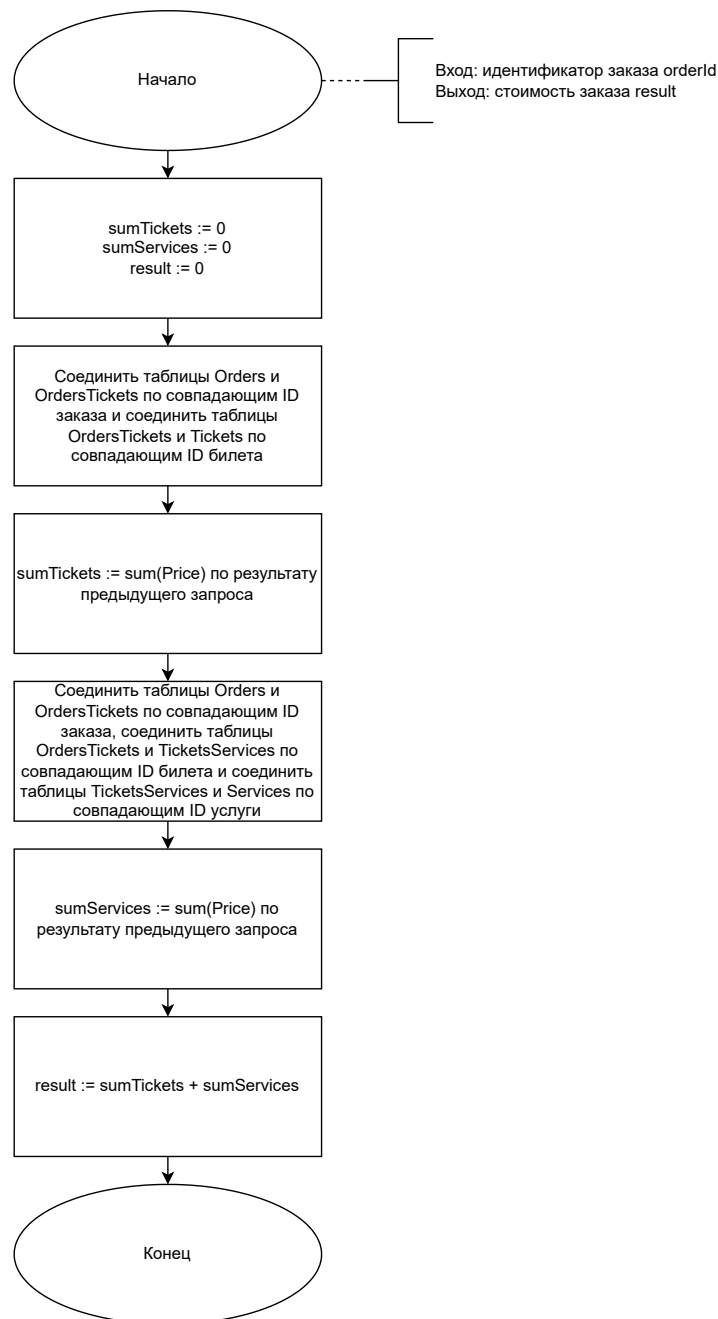 Начало
Вход: идентификатор заказа orderId
Выход: стоимость заказа result
sumTickets := 0
sumServices := 0
result := 0
Соединить таблицы Orders и
OrdersTickets по совпадающим ID
заказа и соединить таблицы
OrdersTickets и Tickets по
совпадающим ID билета
sumTickets := sum(Price) по результату
предыдущего запроса
Соединить таблицы Orders и
OrdersTickets по совпадающим ID
заказа, соединить таблицы
OrdersTickets и TicketsServices по
совпадающим ID билета и соединить
таблицы TicketsServices и Services по
совпадающим ID услуги
sumServices := sum(Price) по
результату предыдущего запроса
result := sumTickets + sumServices
Конец